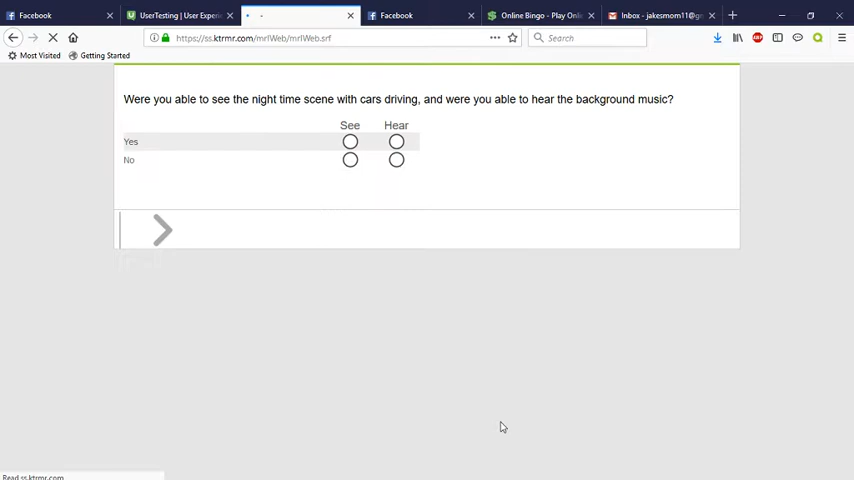 Facebook
UserTesting | User Experi
Facebook
Online Bingo - Play Onli
Inbox - jakesmom11@g
https://ss.ktrmr.com/mrIWeb/mrIWeb.srf
Search
Most Visited
Getting Started
Were you able to see the night time scene with cars driving, and were you able to hear the background music?
See Hear
Yes
No
Read ss.ktrmr.com